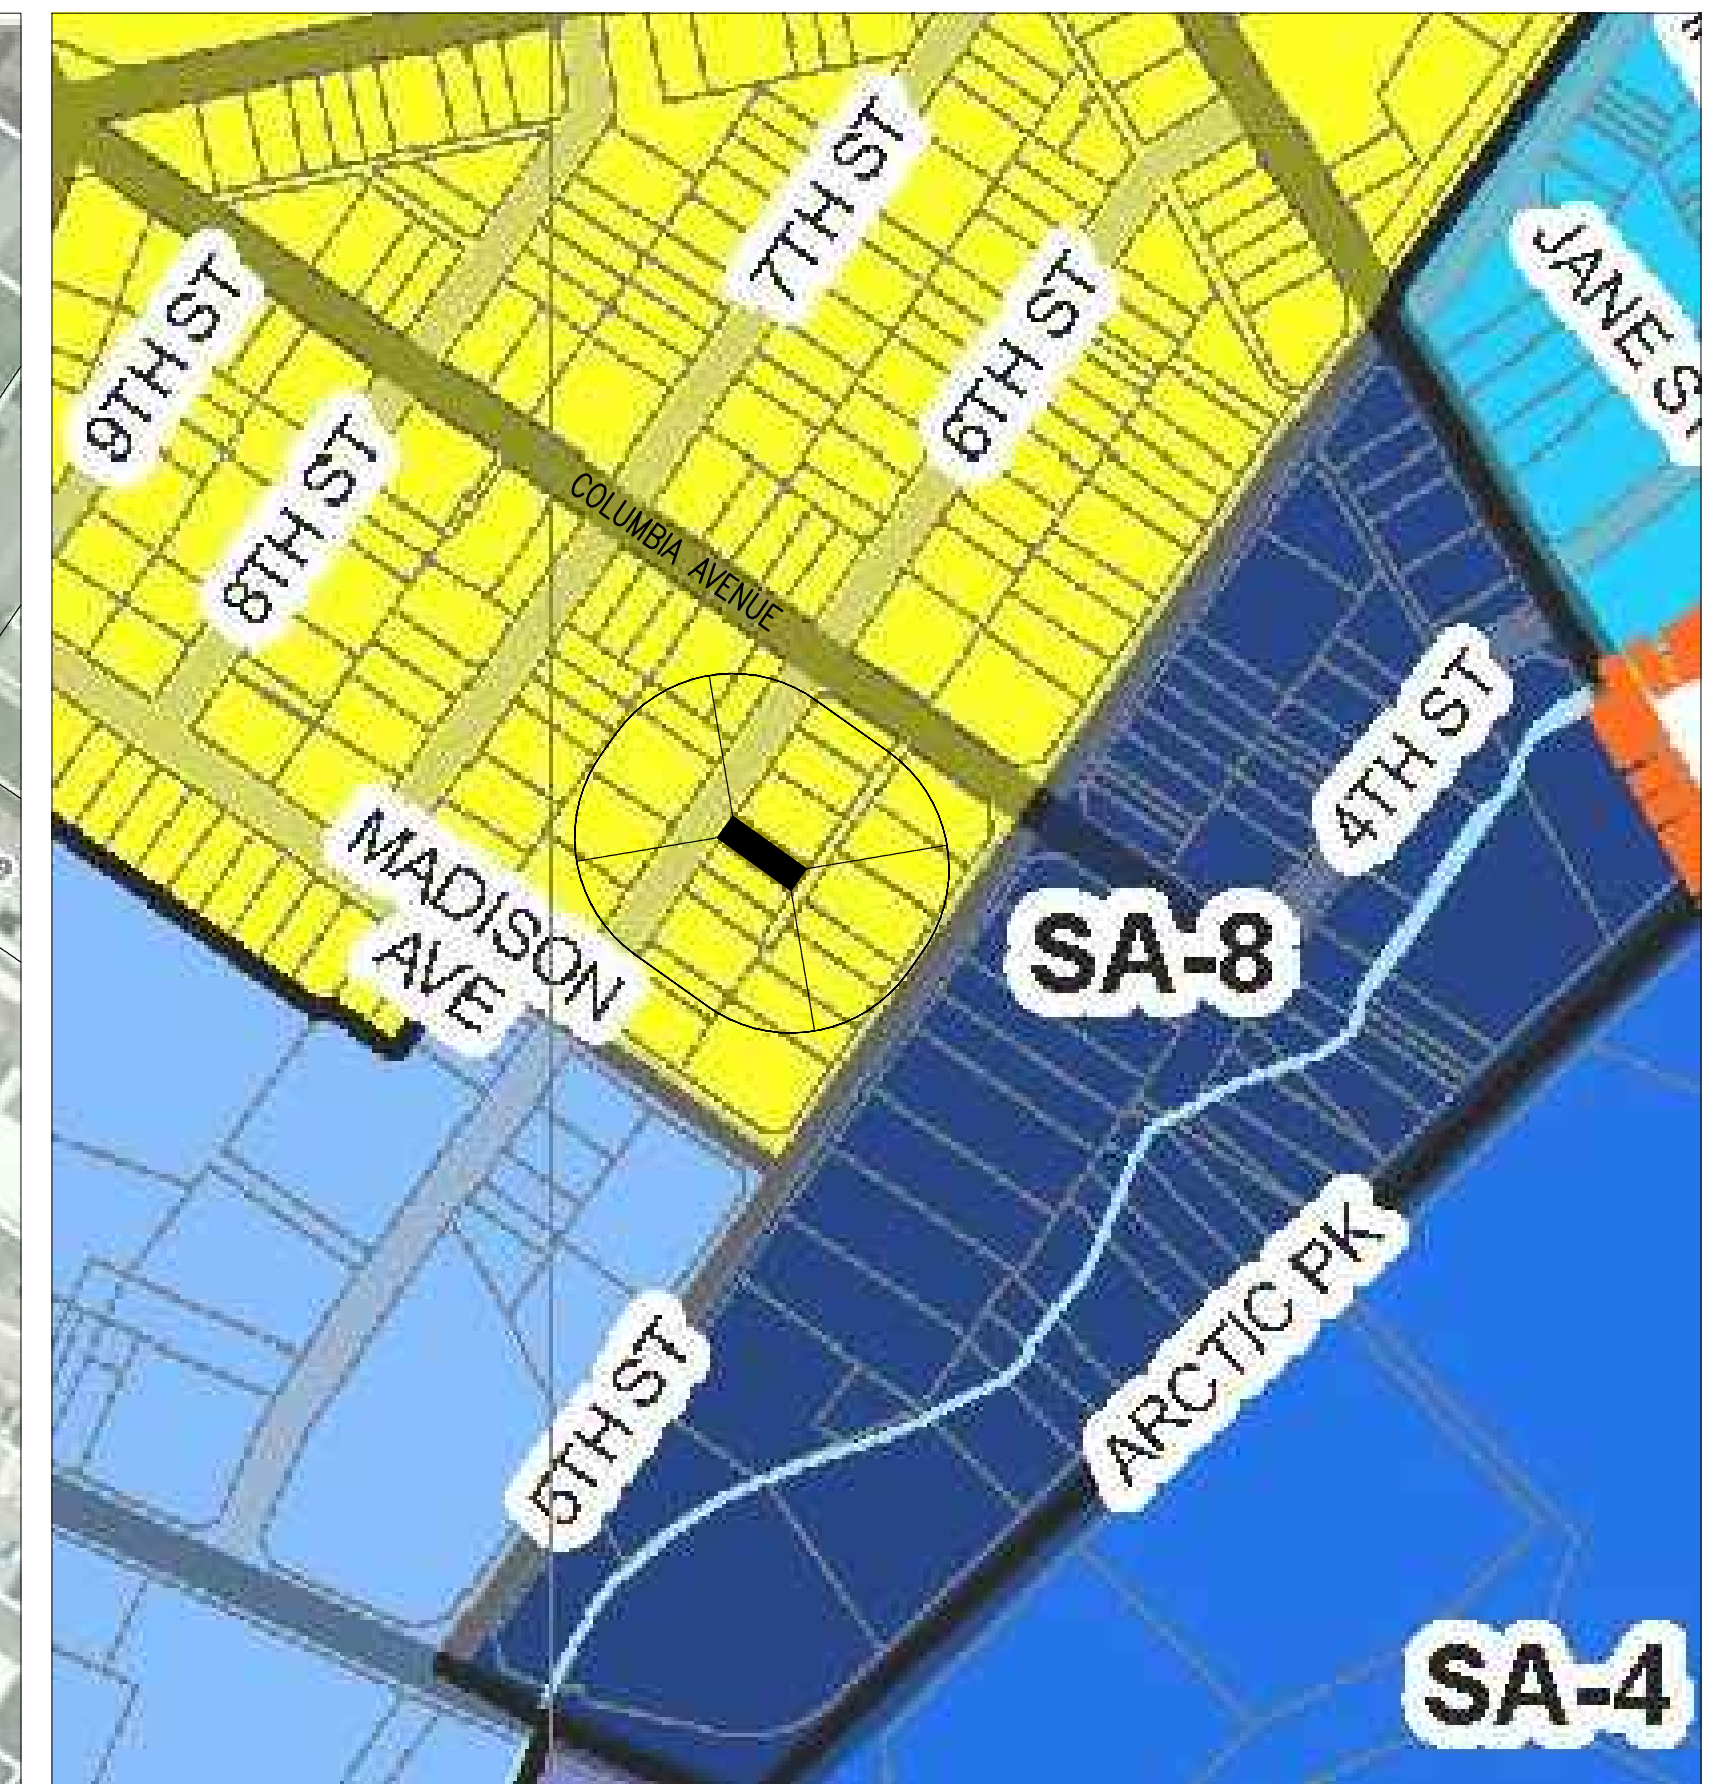 7TH ST
9TH ST
6TH ST
JANE ST
8TH ST
COLUMBIA AVENUE
4TH ST
MADISON
AVE
SA-8
ARCTIC PK
5TH ST
SA-4